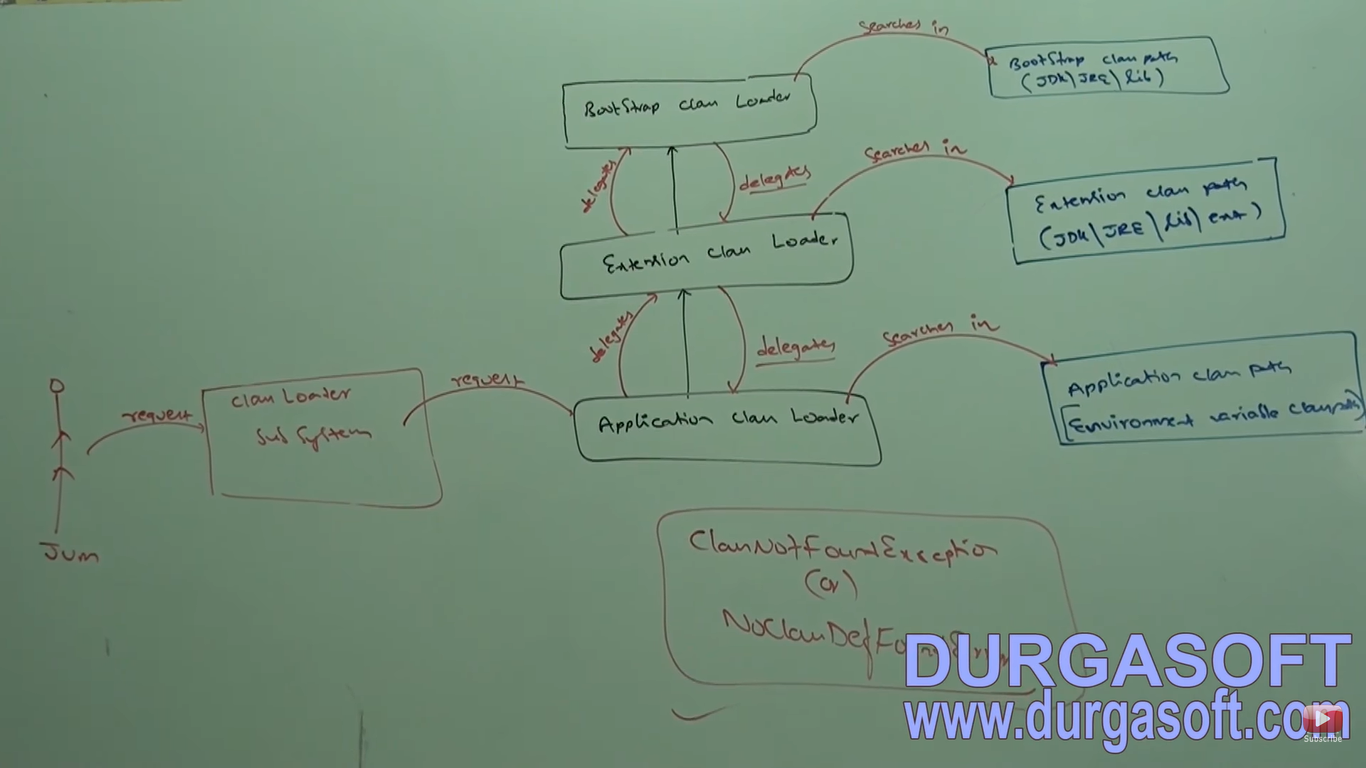 searches in
BootStrap class path
(JDK\JRE\lib)
BootStrap class Loader
delegates
delegates
searches in
Extension class path
(JDK\JRE\lib\ext)
Extension class Loader
delegates
delegates
searches in
Application class path
[Environment variable classpath]
request
request
class Loader
Sub System
Application class Loader
JVM
ClassNotFoundException
(or)
NoClassDefFoundError
DURGASOFT
www.durgasoft.com
Subscribe